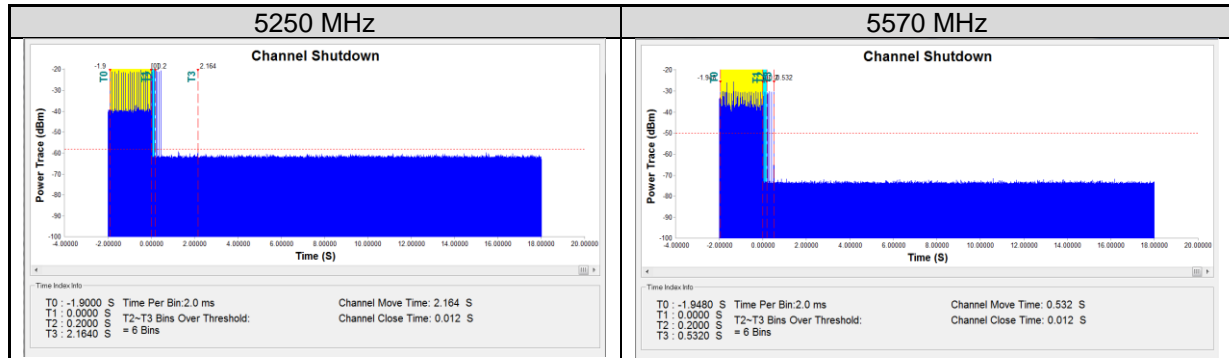 5250 MHz
5570 MHz
Channel Shutdown
-1.9
0.2
2.164
T0
T3
Power Trace (dBm)
-20
-30
-40
-50
-60
-70
-80
-90
-100
-4.00000 -2.00000 0.00000 2.00000 4.00000 6.00000 8.00000 10.00000 12.00000 14.00000 16.00000 18.00000 20.00000
Time (S)
Time Index Info
T0 : -1.9000 S
T1 : 0.0000 S
T2 : 0.2000 S
T3 : 2.1640 S
Time Per Bin:2.0 ms
T2~T3 Bins Over Threshold:
= 6 Bins
Channel Move Time: 2.164 S
Channel Close Time: 0.012 S
Channel Shutdown
0.532
T0
Power Trace (dBm)
-20
-30
-40
-50
-60
-70
-80
-90
-100
-4.00000 -2.00000 0.00000 2.00000 4.00000 6.00000 8.00000 10.00000 12.00000 14.00000 16.00000 18.00000 20.00000
Time (S)
Time Index Info
T0 : -1.9480 S
T1 : 0.0000 S
T2 : 0.2000 S
T3 : 0.5320 S
Time Per Bin:2.0 ms
T2~T3 Bins Over Threshold:
= 6 Bins
Channel Move Time: 0.532 S
Channel Close Time: 0.012 S